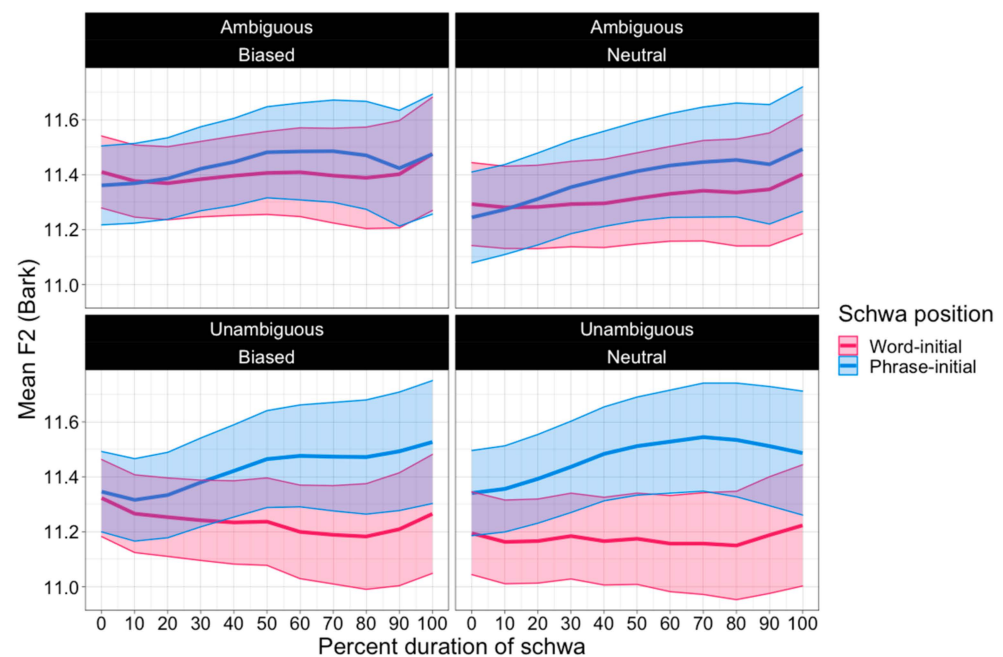 Ambiguous
Biased
Ambiguous
Neutral
11.6
11.4
11.2
11.0
Unambiguous
Biased
Unambiguous
Neutral
11.6
11.4
11.2
11.0
Mean F2 (Bark)
0 10 20 30 40 50 60 70 80 90 100
0 10 20 30 40 50 60 70 80 90 100
Percent duration of schwa
Schwa position
Word-initial
Phrase-initial